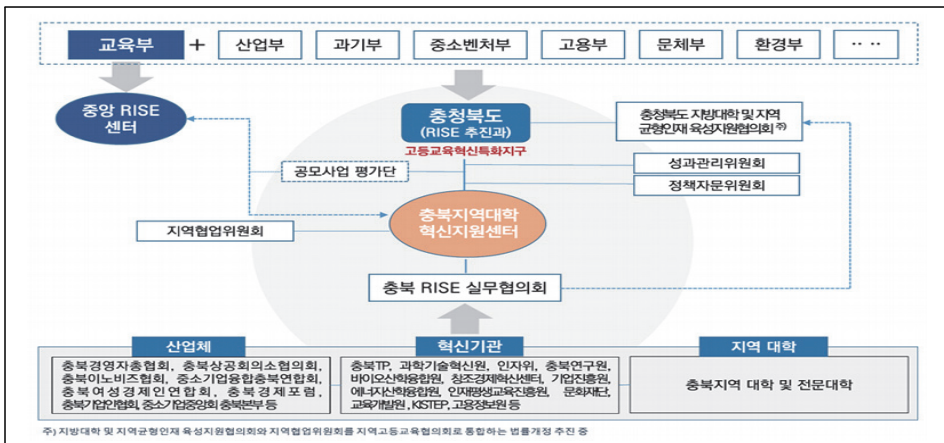 교육부 + 산업부 과기부 중소벤처부 고용부 문체부 환경부 ‥ ‥
중앙 RISE
센터
충청북도
(RISE 추진과)
고등교육혁신특화지구
충청북도 지방대학 및 지역
균형인재 육성지원협의회 주)
공모사업 평가단
성과관리위원회
정책자문위원회
지역협업위원회
충북지역대학
혁신지원센터
충북 RISE 실무협의회
산업체
충북경영자총협회, 충북상공회의소협의회,
충북이노비즈협회, 중소기업융합충북연합회,
충북여성경제인연합회, 충북경제포럼,
충북기업인협회, 중소기업중앙회 충북본부 등
혁신기관
충북TP, 과학기술혁신원, 인자위, 충북연구원,
바이오산학융합원, 창조경제혁신센터, 기업진흥원,
에너지산학융합원, 인재평생교육진흥원, 문화재단,
교육개발원, KISTEP, 고용정보원 등
지역 대학
충북지역 대학 및 전문대학
주) 지방대학 및 지역균형인재 육성지원협의회와 지역협업위원회를 지역고등교육협의회로 통합하는 법률개정 추진 중